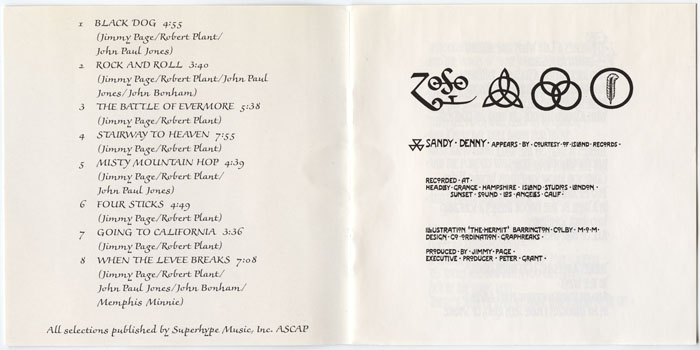 1 BLACK DOG 4:55
(Jimmy Page/Robert Plant/
John Paul Jones)
2 ROCK AND ROLL 3:40
(Jimmy Page/Robert Plant/John Paul
Jones/John Bonham)
3 THE BATTLE OF EVERMORE 5:38
(Jimmy Page/Robert Plant)
4 STAIRWAY TO HEAVEN 7:55
(Jimmy Page/Robert Plant)
5 MISTY MOUNTAIN HOP 4:39
(Jimmy Page/Robert Plant/
John Paul Jones)
6 FOUR STICKS 4:49
(Jimmy Page/Robert Plant)
7 GOING TO CALIFORNIA 3:36
(Jimmy Page/Robert Plant)
8 WHEN THE LEVEE BREAKS 7:08
(Jimmy Page/Robert Plant/
John Paul Jones/John Bonham/
Memphis Minnie)
All selections published by Superhype Music, Inc. ASCAP
ZoSo
SANDY · DENNY · APPEARS · BY · COURTESY · OF · ISLAND · RECORDS ·
RECORDED · AT ·
HEADLEY · GRANGE · HAMPSHIRE · ISLAND · STUDIOS · LONDON ·
SUNSET · SOUND · LOS · ANGELES · CALIF ·
ILLUSTRATION 'THE · HERMIT' BARRINGTON · COLBY · M·O·M·
DESIGN · CO-ORDINATION · GRAPHREAKS ·
PRODUCED · BY · JIMMY · PAGE ·
EXECUTIVE · PRODUCER · PETER · GRANT ·